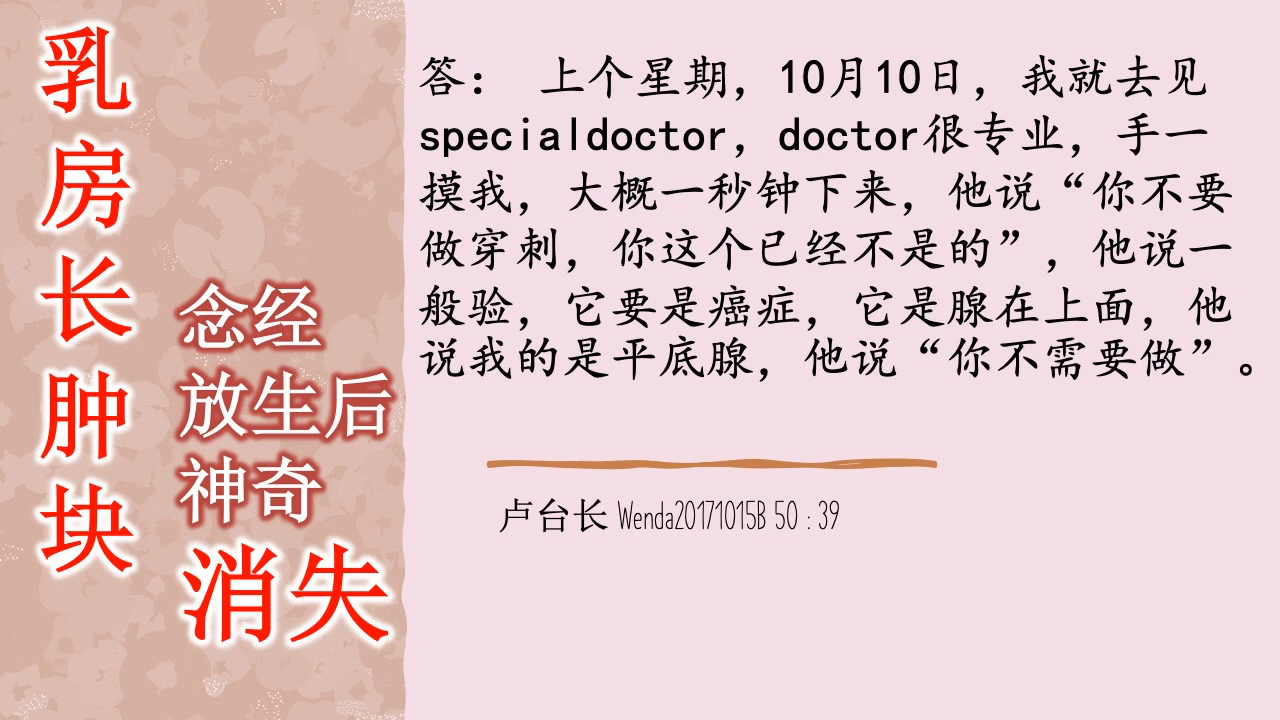 乳房长肿块
念经
放生后
神奇
消失
答： 上个星期，10月10日，我就去见
specialdoctor，doctor很专业，手一
摸我，大概一秒钟下来，他说“你不要
做穿刺，你这个已经不是的”，他说一
般验，它要是癌症，它是腺在上面，他
说我的是平底腺，他说“你不需要做”。
卢台长 Wenda20171015B 50 : 39